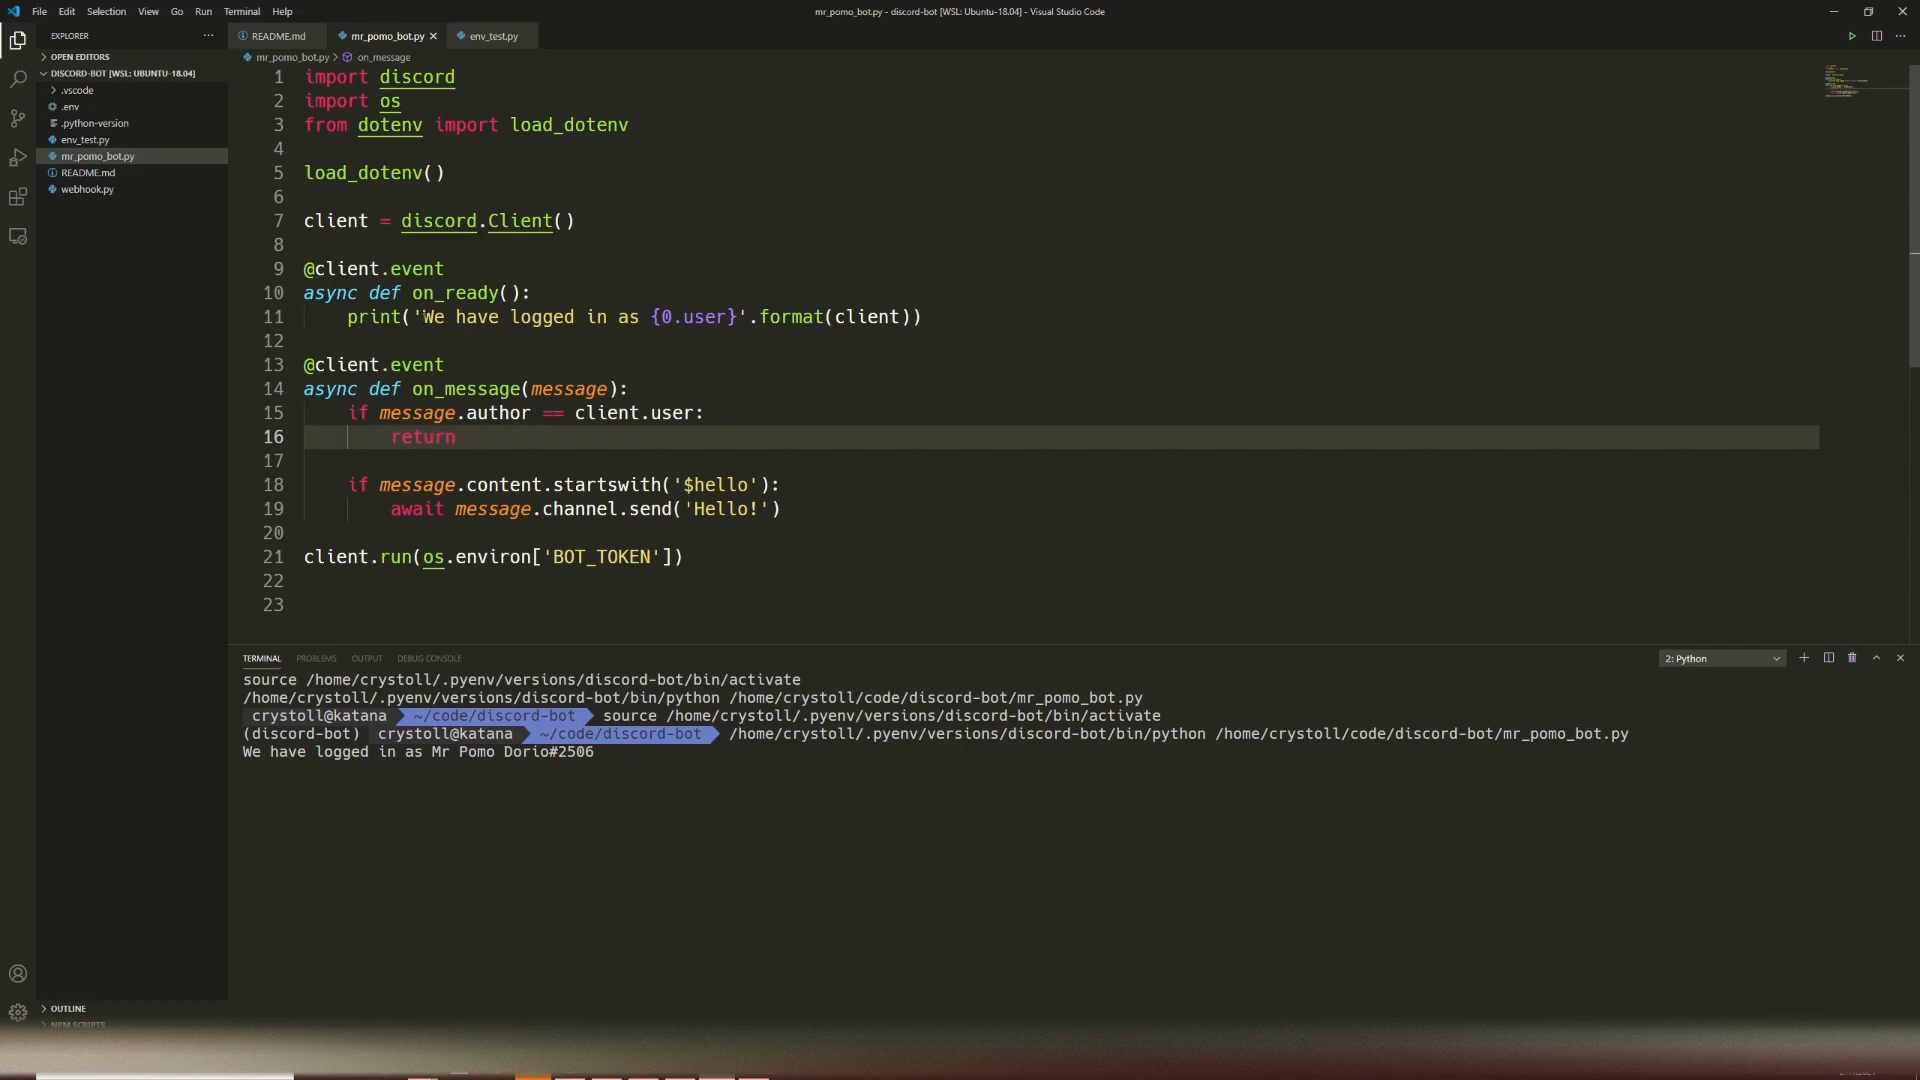 File Edit Selection View Go Run Terminal Help
mr_pomo_bot.py - discord-bot [WSL: Ubuntu-18.04] - Visual Studio Code
EXPLORER
README.md
mr_pomo_bot.py
env_test.py
OPEN EDITORS
DISCORD-BOT [WSL: UBUNTU-18.04]
.vscode
.env
.python-version
env_test.py
mr_pomo_bot.py
README.md
webhook.py
OUTLINE
NPM SCRIPTS
mr_pomo_bot.py > on_message
1 import discord
2 import os
3 from dotenv import load_dotenv
4
5 load_dotenv()
6
7 client = discord.Client()
8
9 @client.event
10 async def on_ready():
11 print('We have logged in as {0.user}'.format(client))
12
13 @client.event
14 async def on_message(message):
15 if message.author == client.user:
16 return
17
18 if message.content.startswith('$hello'):
19 await message.channel.send('Hello!')
20
21 client.run(os.environ['BOT_TOKEN'])
22
23
TERMINAL PROBLEMS OUTPUT DEBUG CONSOLE
2: Python
source /home/crystoll/.pyenv/versions/discord-bot/bin/activate
/home/crystoll/.pyenv/versions/discord-bot/bin/python /home/crystoll/code/discord-bot/mr_pomo_bot.py
crystoll@katana ~/code/discord-bot source /home/crystoll/.pyenv/versions/discord-bot/bin/activate
(discord-bot) crystoll@katana ~/code/discord-bot /home/crystoll/.pyenv/versions/discord-bot/bin/python /home/crystoll/code/discord-bot/mr_pomo_bot.py
We have logged in as Mr Pomo Dorio#2506